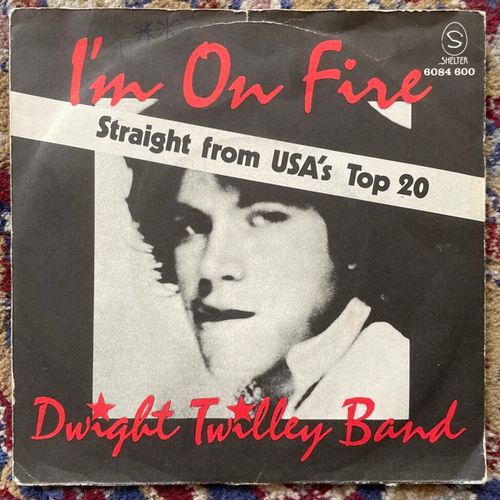 S
SHELTER
6084 600
I'm On Fire
Straight from USA's Top 20
Dwight Twilley Band